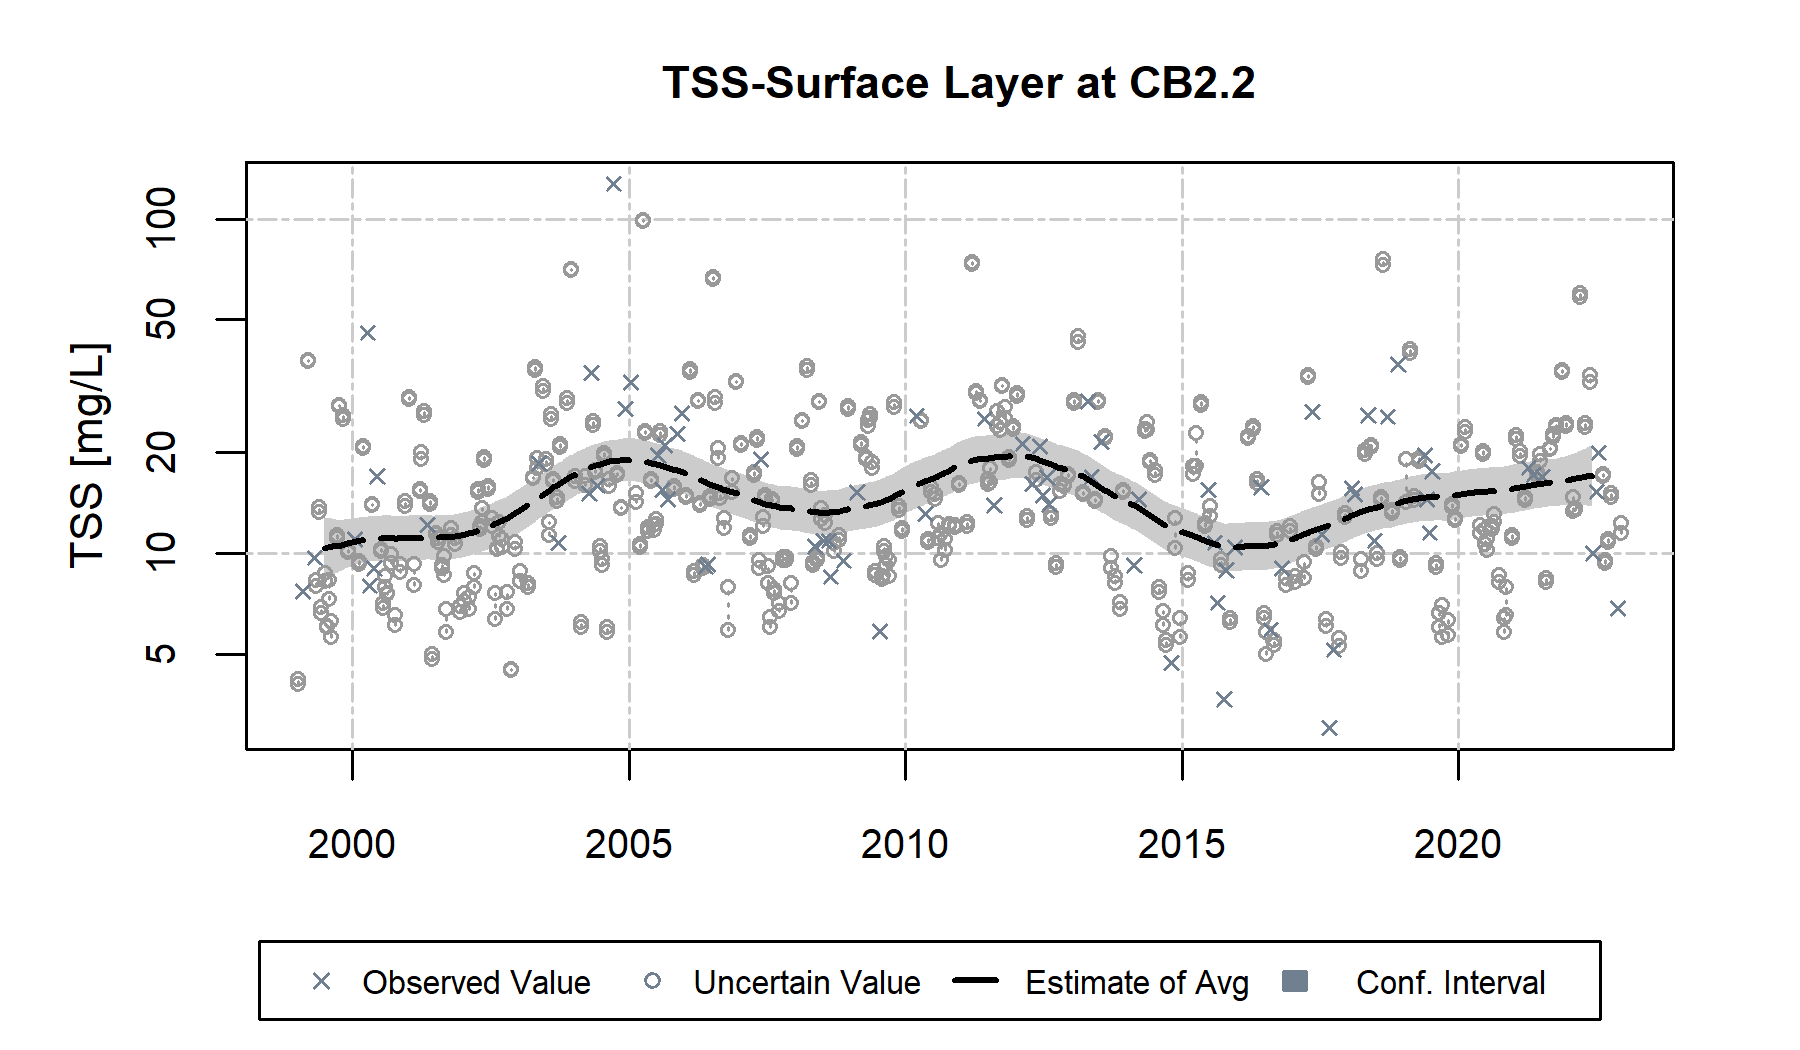 TSS-Surface Layer at CB2.2
TSS [mg/L]
100
50
20
10
5
2000 2005 2010 2015 2020
Observed Value Uncertain Value Estimate of Avg Conf. Interval